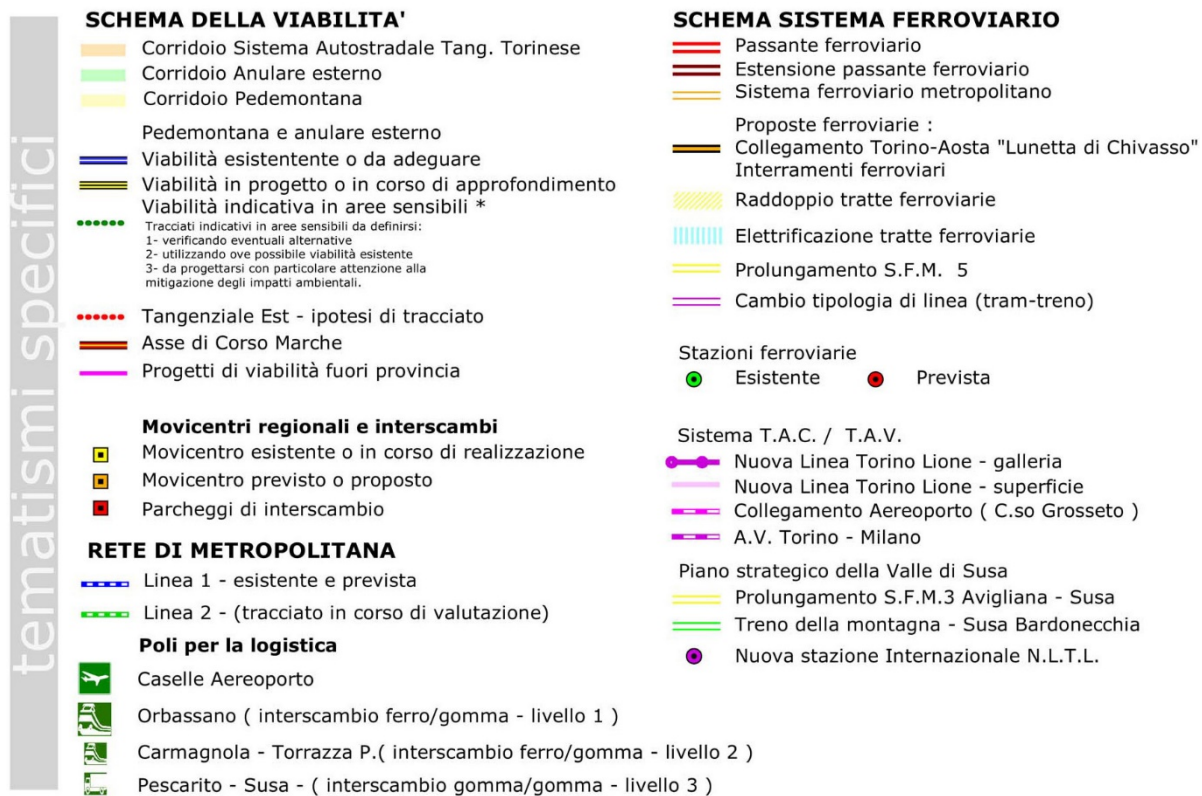 tematismi specifici
SCHEMA DELLA VIABILITA'
Corridoio Sistema Autostradale Tang. Torinese
Corridoio Anulare esterno
Corridoio Pedemontana
Pedemontana e anulare esterno
Viabilità esistentente o da adeguare
Viabilità in progetto o in corso di approfondimento
Viabilità indicativa in aree sensibili *
Tracciati indicativi in aree sensibili da definirsi:
1- verificando eventuali alternative
2- utilizzando ove possibile viabilità esistente
3- da progettarsi con particolare attenzione alla
mitigazione degli impatti ambientali.
Tangenziale Est - ipotesi di tracciato
Asse di Corso Marche
Progetti di viabilità fuori provincia
Movicentri regionali e interscambi
Movicentro esistente o in corso di realizzazione
Movicentro previsto o proposto
Parcheggi di interscambio
RETE DI METROPOLITANA
Linea 1 - esistente e prevista
Linea 2 - (tracciato in corso di valutazione)
Poli per la logistica
Caselle Aereoporto
Orbassano ( interscambio ferro/gomma - livello 1 )
Carmagnola - Torrazza P.( interscambio ferro/gomma - livello 2 )
Pescarito - Susa - ( interscambio gomma/gomma - livello 3 )
SCHEMA SISTEMA FERROVIARIO
Passante ferroviario
Estensione passante ferroviario
Sistema ferroviario metropolitano
Proposte ferroviarie :
Collegamento Torino-Aosta "Lunetta di Chivasso"
Interramenti ferroviari
Raddoppio tratte ferroviarie
Elettrificazione tratte ferroviarie
Prolungamento S.F.M. 5
Cambio tipologia di linea (tram-treno)
Stazioni ferroviarie
Esistente Prevista
Sistema T.A.C. / T.A.V.
Nuova Linea Torino Lione - galleria
Nuova Linea Torino Lione - superficie
Collegamento Aereoporto ( C.so Grosseto )
A.V. Torino - Milano
Piano strategico della Valle di Susa
Prolungamento S.F.M.3 Avigliana - Susa
Treno della montagna - Susa Bardonecchia
Nuova stazione Internazionale N.L.T.L.